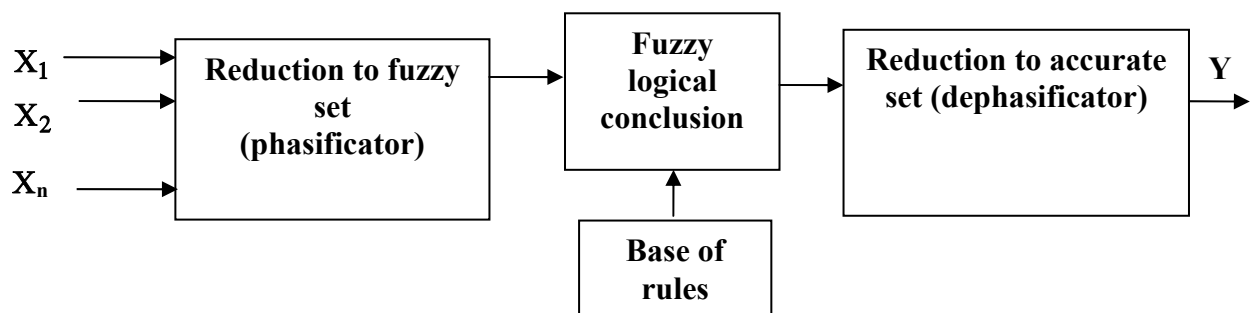 X₁
X₂
Xₙ
Reduction to fuzzy
set
(phasificator)
Fuzzy
logical
conclusion
Reduction to accurate
set (dephasificator)
Y
Base of
rules